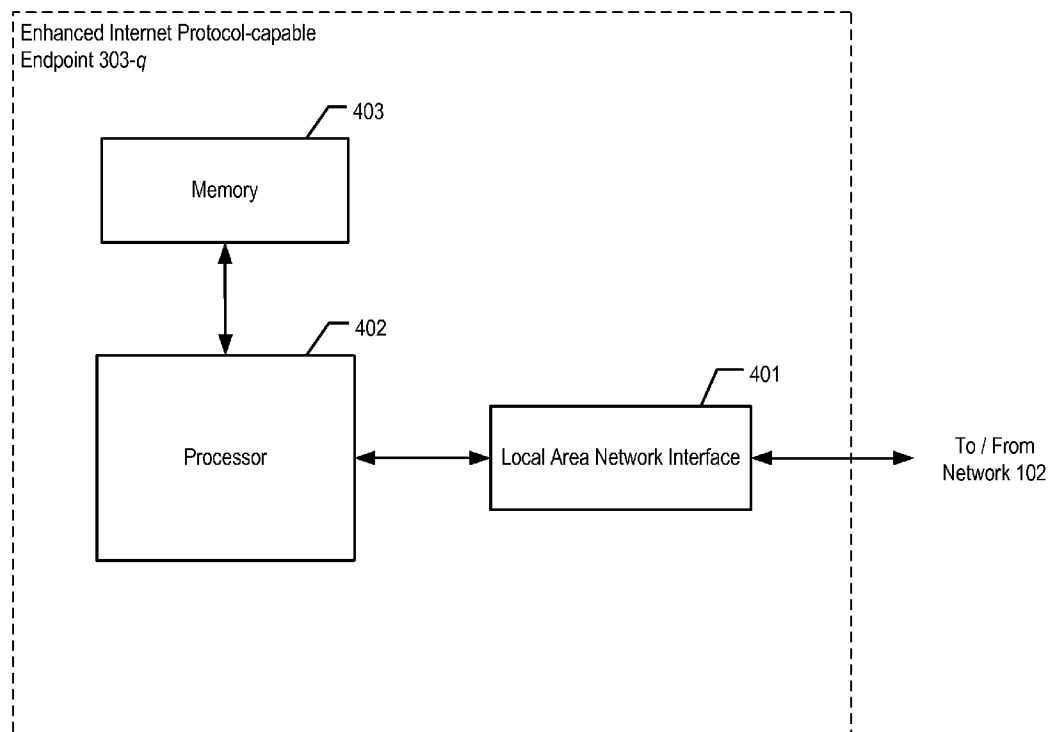 Enhanced Internet Protocol-capable
Endpoint 303-q
403
Memory
402
Processor
401
Local Area Network Interface
To / From
Network 102